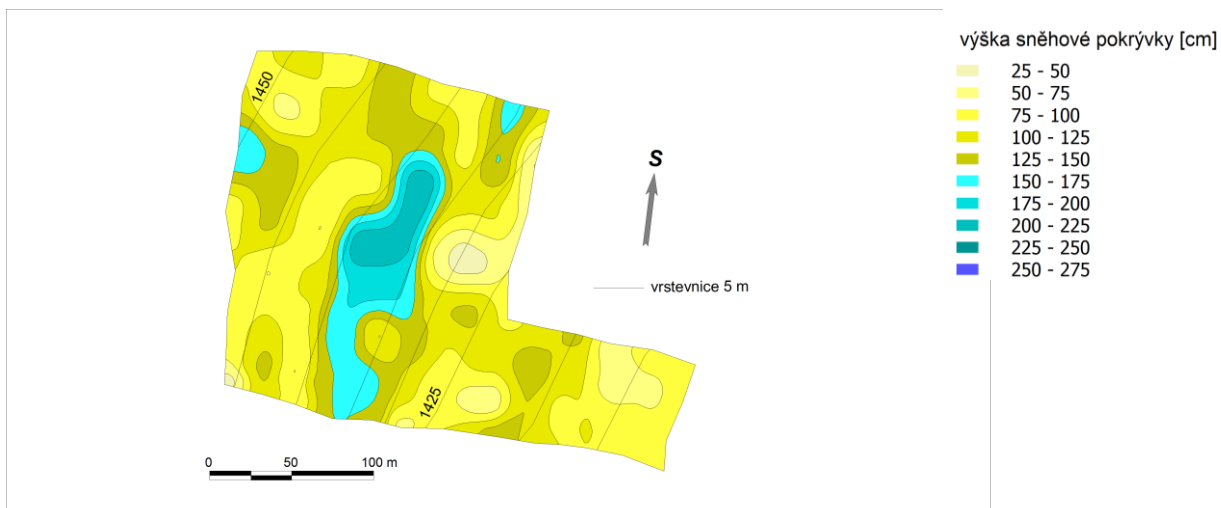 výška sněhové pokrývky [cm]
25 - 50
50 - 75
75 - 100
100 - 125
125 - 150
150 - 175
175 - 200
200 - 225
225 - 250
250 - 275
1450
S
vrstevnice 5 m
1425
0 50 100 m